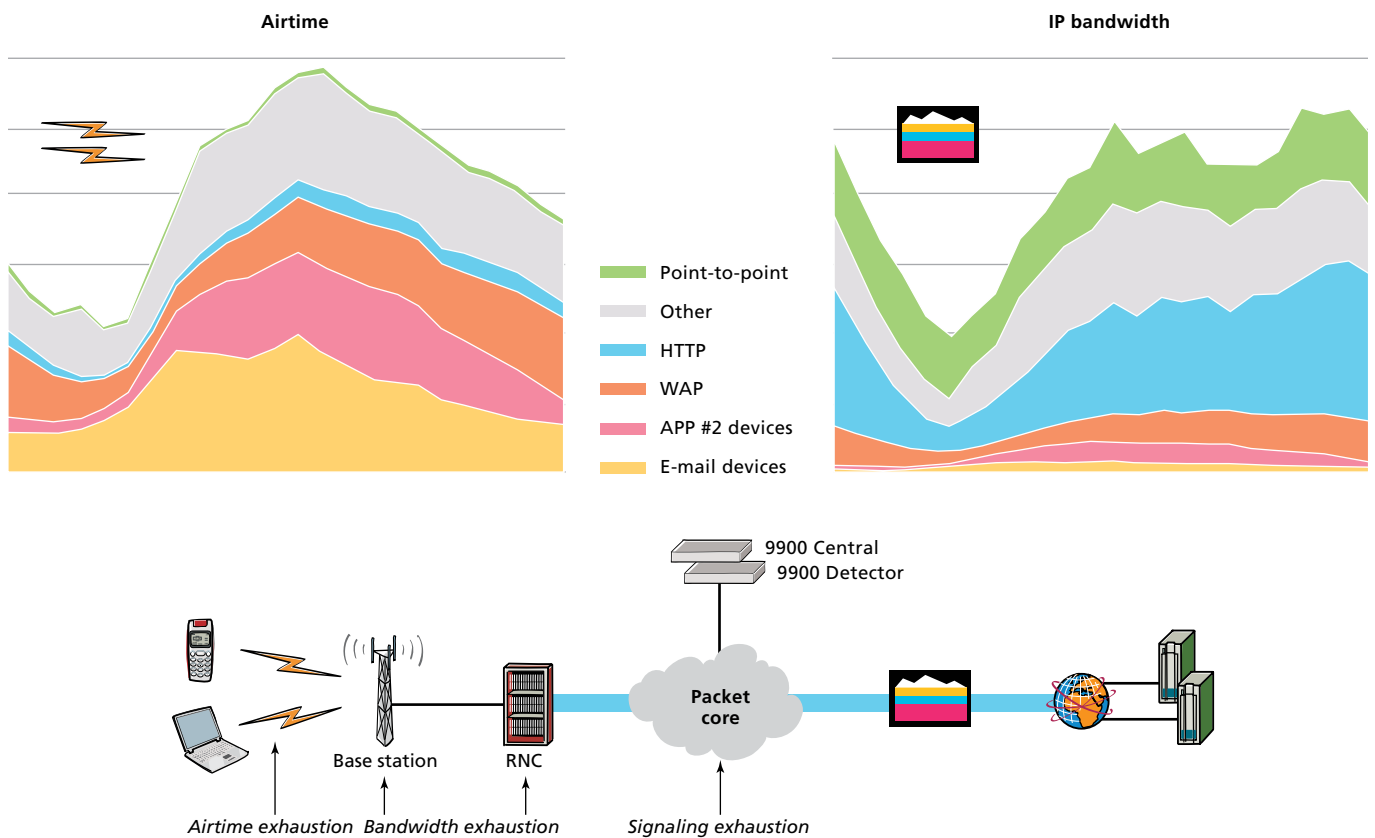 Airtime
IP bandwidth
Point-to-point
Other
HTTP
WAP
APP #2 devices
E-mail devices
9900 Central
9900 Detector
Packet
core
Base station
RNC
Airtime exhaustion
Bandwidth exhaustion
Signaling exhaustion